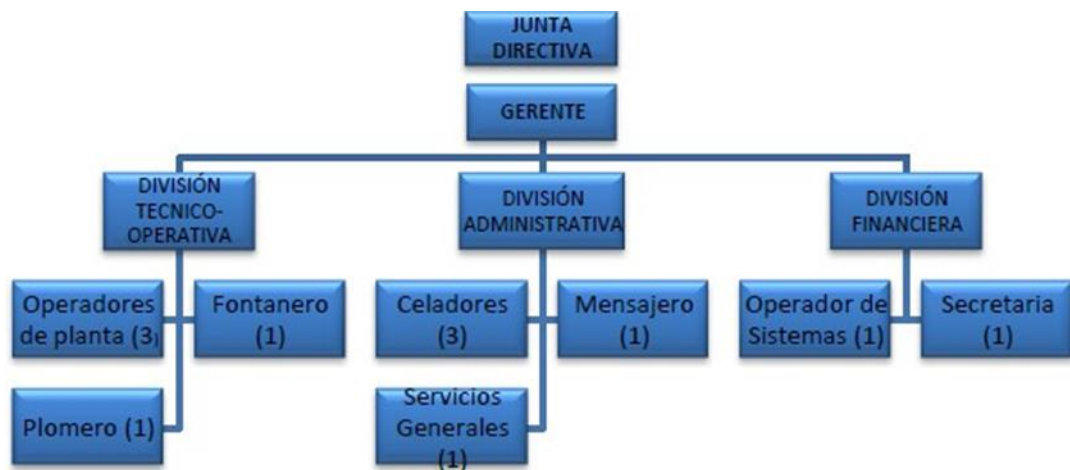 JUNTA
DIRECTIVA
GERENTE
DIVISIÓN
TECNICO-
OPERATIVA
DIVISIÓN
ADMINISTRATIVA
DIVISIÓN
FINANCIERA
Operadores
de planta (3)
Fontanero
(1)
Celadores
(3)
Mensajero
(1)
Operador de
Sistemas (1)
Secretaria
(1)
Plomero (1)
Servicios
Generales
(1)